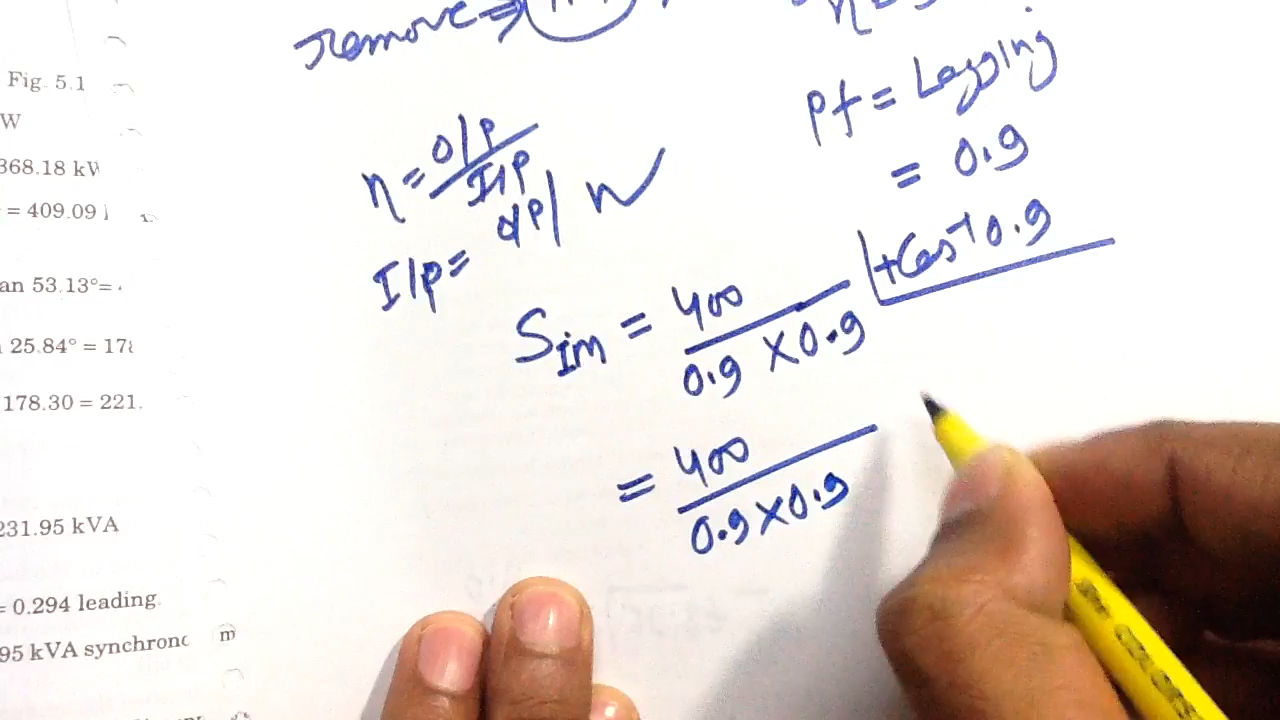 Remove ⇒
Fig. 5.1
W
368.18 kW
= 409.09
an 53.13° =
25.84° = 178
178.30 = 221.
231.95 kVA
= 0.294 leading.
95 kVA synchrono
m
η = O/P
I/P
I/P = O/P/η
Pf = Lagging
= 0.9
S_Im = 400 / 0.9 × 0.9 ∠+Cos⁻¹ 0.9
= 400 / 0.9 × 0.9